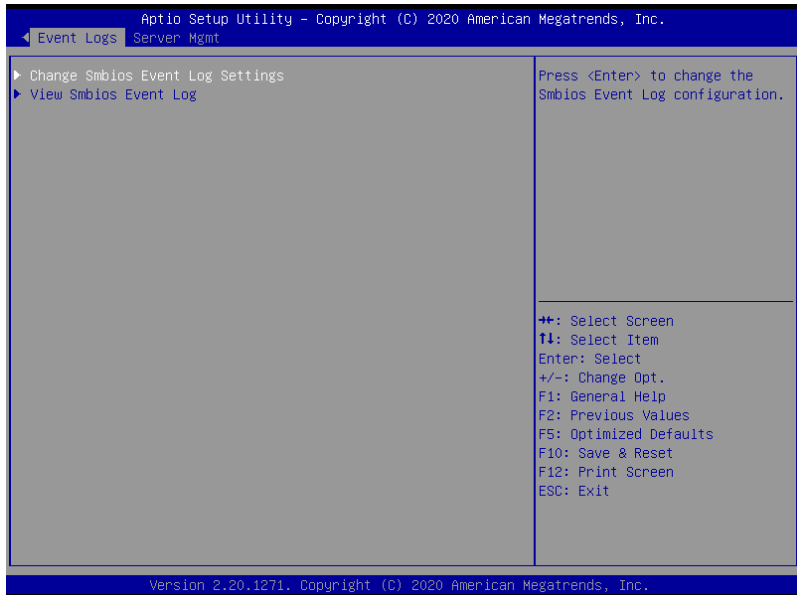 Aptio Setup Utility – Copyright (C) 2020 American Megatrends, Inc.
Event Logs Server Mgmt
Change Smbios Event Log Settings
View Smbios Event Log
Press <Enter> to change the
Smbios Event Log configuration.
→←: Select Screen
↑↓: Select Item
Enter: Select
+/-: Change Opt.
F1: General Help
F2: Previous Values
F5: Optimized Defaults
F10: Save & Reset
F12: Print Screen
ESC: Exit
Version 2.20.1271. Copyright (C) 2020 American Megatrends, Inc.